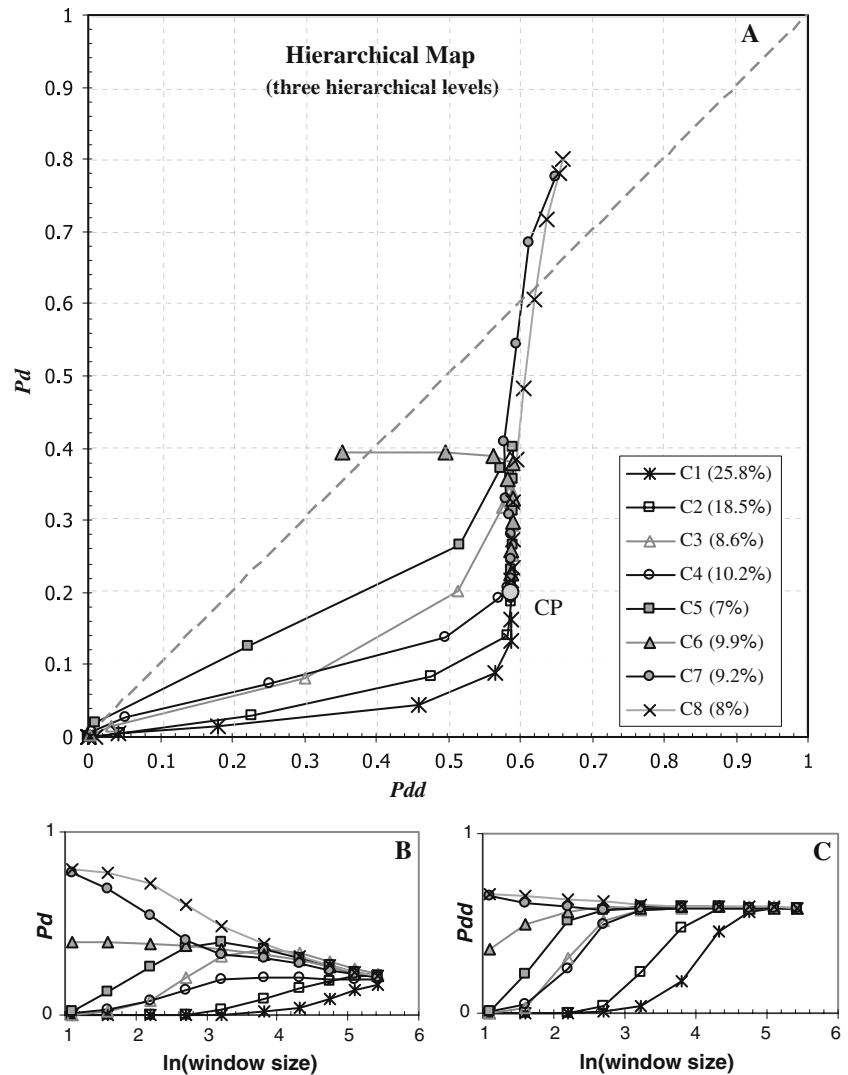 1
A
Hierarchical Map
(three hierarchical levels)
0.9
0.8
0.7
0.6
0.5
0.4
0.3
0.2
0.1
0
Pd
CP
C1 (25.8%)
C2 (18.5%)
C3 (8.6%)
C4 (10.2%)
C5 (7%)
C6 (9.9%)
C7 (9.2%)
C8 (8%)
0 0.1 0.2 0.3 0.4 0.5 0.6 0.7 0.8 0.9 1
Pdd
1
B
Pd
0
1 2 3 4 5 6
ln(window size)
1
C
Pdd
0
1 2 3 4 5 6
ln(window size)